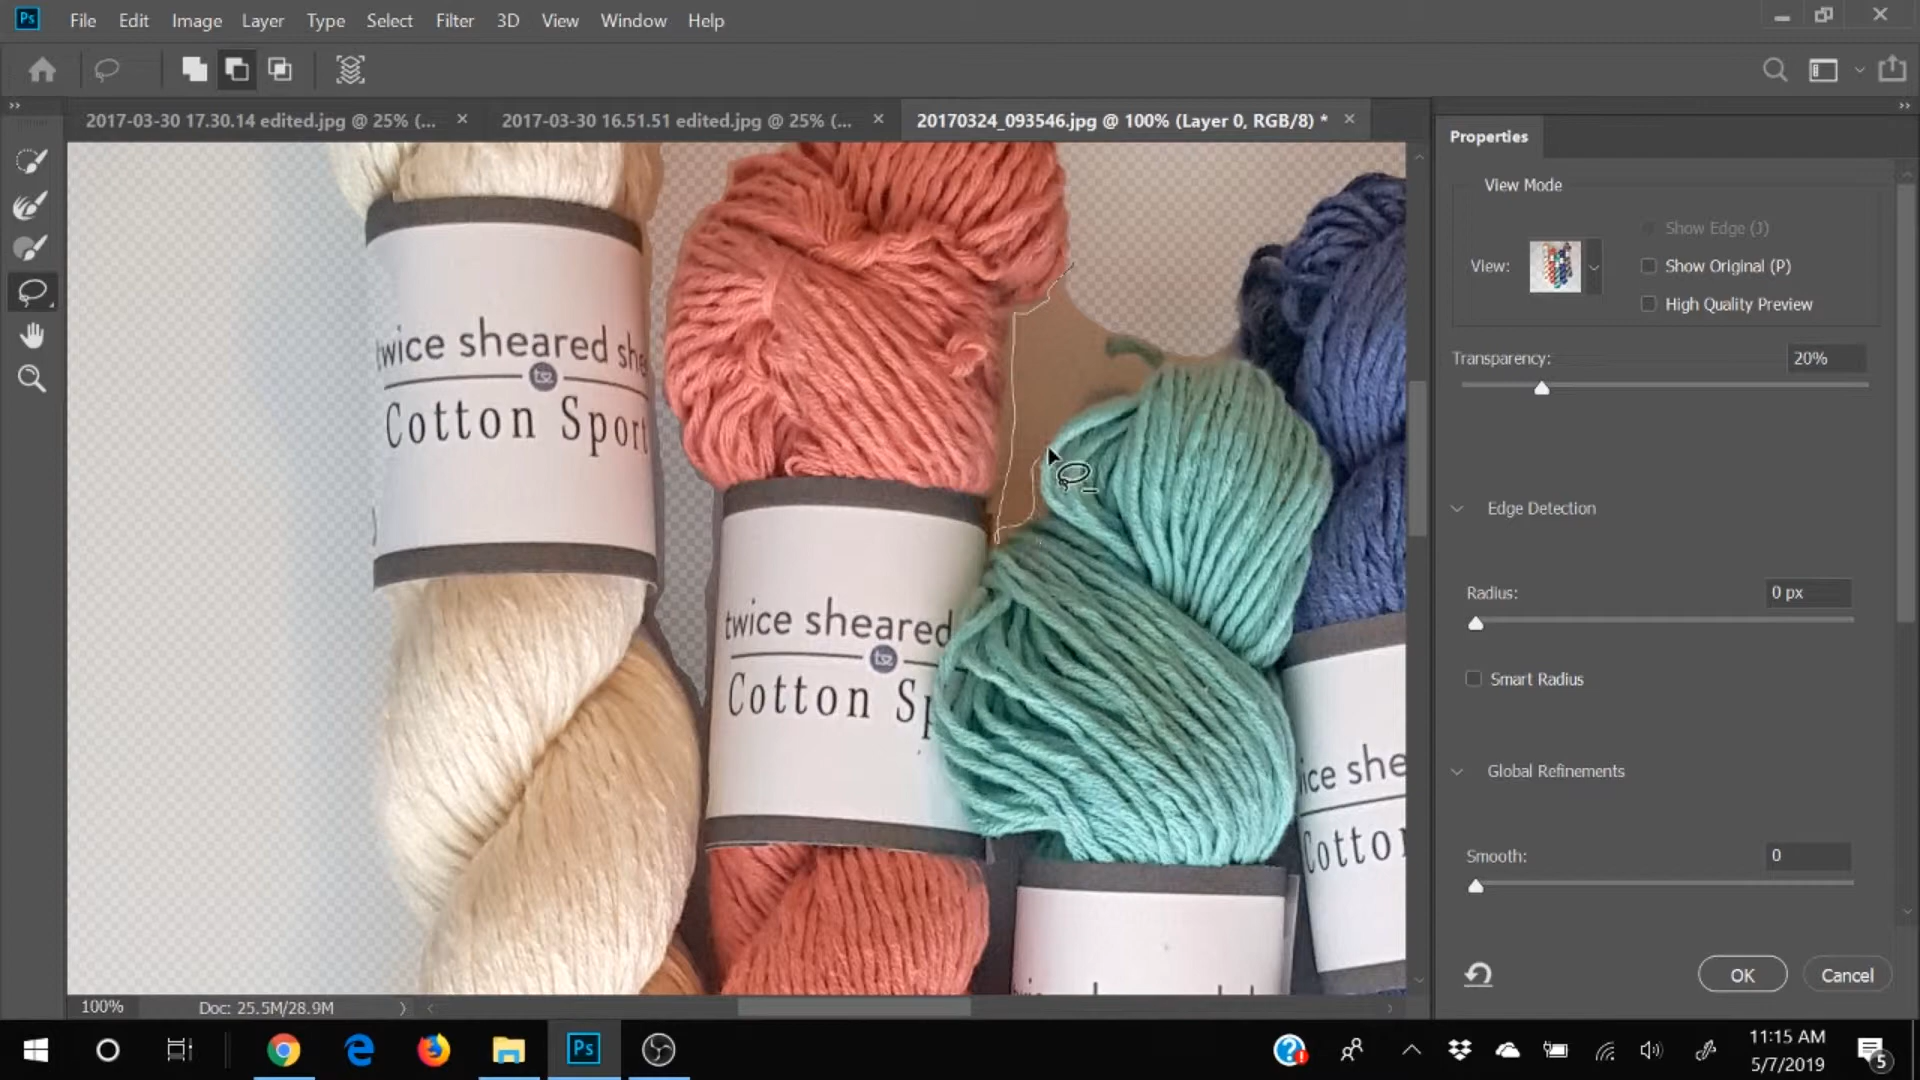 Ps File Edit Image Layer Type Select Filter 3D View Window Help
2017-03-30 17.30.14 edited.jpg @ 25% (...
2017-03-30 16.51.51 edited.jpg @ 25% (...
20170324_093546.jpg @ 100% (Layer 0, RGB/8) *
Properties
View Mode
Show Edge (J)
View:
Show Original (P)
High Quality Preview
Transparency: 20%
Edge Detection
Radius: 0 px
Smart Radius
Global Refinements
Smooth: 0
OK Cancel
twice sheared she
tsz
Cotton Sport
twice sheared
tsz
Cotton Sp
ice she
Cotto
100% Doc: 25.5M/28.9M
Ps
11:15 AM
5/7/2019
5